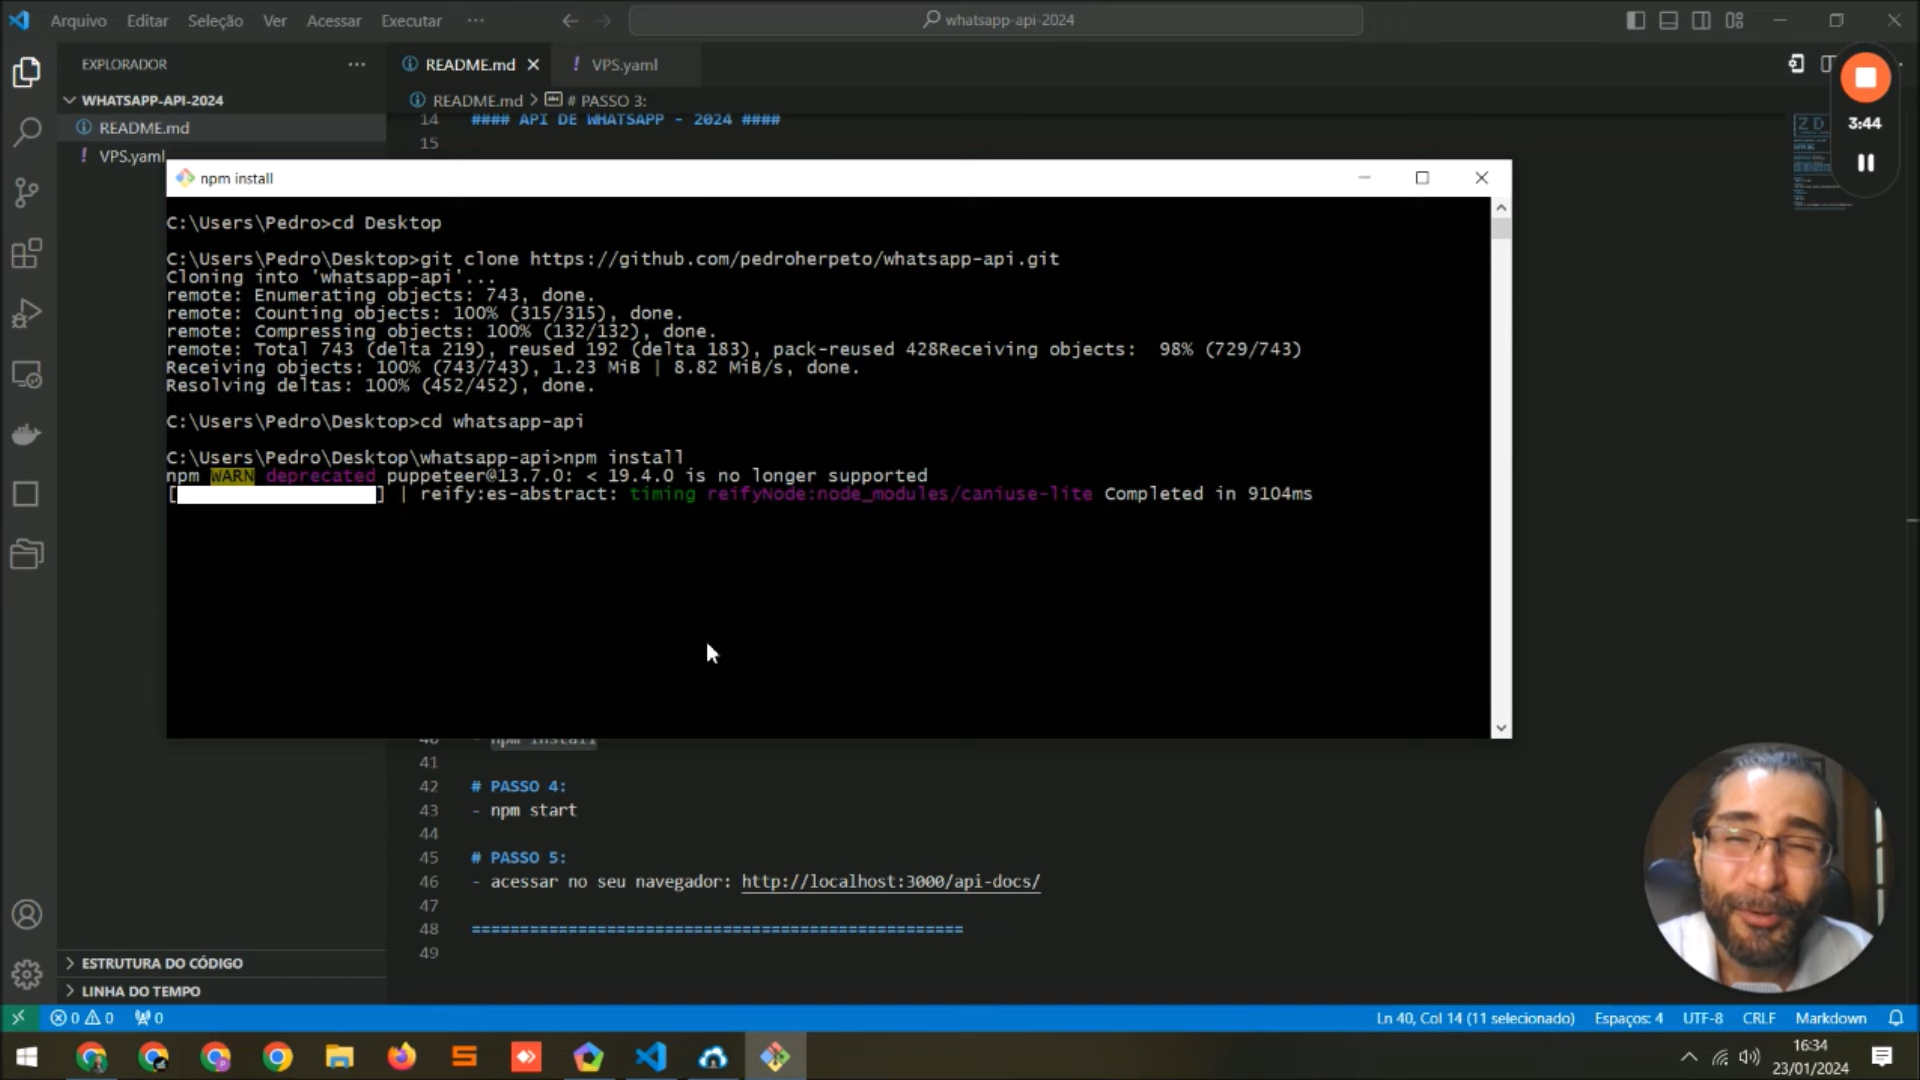 Arquivo Editar Seleção Ver Acessar Executar ···
whatsapp-api-2024
EXPLORADOR ···
README.md
VPS.yaml
WHATSAPP-API-2024
README.md > # PASSO 3:
README.md
VPS.yaml
14 #### API DE WHATSAPP - 2024 ####
15
3:44
npm install
C:\Users\Pedro>cd Desktop
C:\Users\Pedro\Desktop>git clone https://github.com/pedroherpeto/whatsapp-api.git
Cloning into 'whatsapp-api'...
remote: Enumerating objects: 743, done.
remote: Counting objects: 100% (315/315), done.
remote: Compressing objects: 100% (132/132), done.
remote: Total 743 (delta 219), reused 192 (delta 183), pack-reused 428Receiving objects:  98% (729/743)
Receiving objects: 100% (743/743), 1.23 MiB | 8.82 MiB/s, done.
Resolving deltas: 100% (452/452), done.
C:\Users\Pedro\Desktop>cd whatsapp-api
C:\Users\Pedro\Desktop\whatsapp-api>npm install
npm WARN deprecated puppeteer@13.7.0: < 19.4.0 is no longer supported
[ ] | reify:es-abstract: timing reifyNode:node_modules/caniuse-lite Completed in 9104ms
40 - npm install
41
42 # PASSO 4:
43 - npm start
44
45 # PASSO 5:
46 - acessar no seu navegador: http://localhost:3000/api-docs/
47
48 ===================================================
49
ESTRUTURA DO CÓDIGO
LINHA DO TEMPO
0 0 0
Ln 40, Col 14 (11 selecionado) Espaços: 4 UTF-8 CRLF Markdown
16:34
23/01/2024